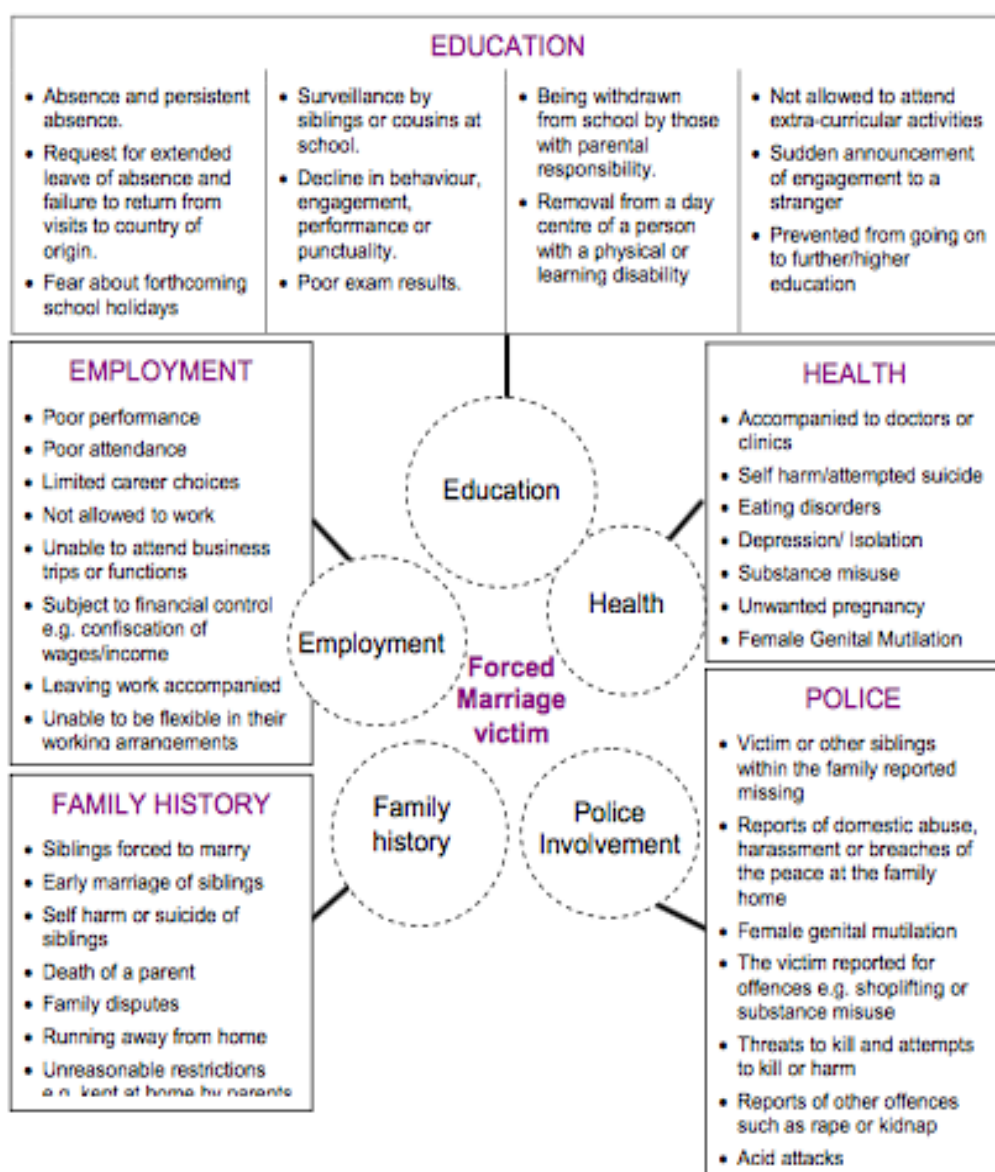 EDUCATION
• Absence and persistent
absence.
• Request for extended
leave of absence and
failure to return from
visits to country of
origin.
• Fear about forthcoming
school holidays
• Surveillance by
siblings or cousins at
school.
• Decline in behaviour,
engagement,
performance or
punctuality.
• Poor exam results.
• Being withdrawn
from school by those
with parental
responsibility.
• Removal from a day
centre of a person
with a physical or
learning disability
• Not allowed to attend
extra-curricular activities
• Sudden announcement
of engagement to a
stranger
• Prevented from going on
to further/higher
education
EMPLOYMENT
• Poor performance
• Poor attendance
• Limited career choices
• Not allowed to work
• Unable to attend business
trips or functions
• Subject to financial control
e.g. confiscation of
wages/income
• Leaving work accompanied
• Unable to be flexible in their
working arrangements
Education
Employment
Health
Forced
Marriage
victim
Family
history
Police
Involvement
HEALTH
• Accompanied to doctors or
clinics
• Self harm/attempted suicide
• Eating disorders
• Depression/ Isolation
• Substance misuse
• Unwanted pregnancy
• Female Genital Mutilation
FAMILY HISTORY
• Siblings forced to marry
• Early marriage of siblings
• Self harm or suicide of
siblings
• Death of a parent
• Family disputes
• Running away from home
• Unreasonable restrictions
e.g. kept at home by parents
POLICE
• Victim or other siblings
within the family reported
missing
• Reports of domestic abuse,
harassment or breaches of
the peace at the family
home
• Female genital mutilation
• The victim reported for
offences e.g. shoplifting or
substance misuse
• Threats to kill and attempts
to kill or harm
• Reports of other offences
such as rape or kidnap
• Acid attacks